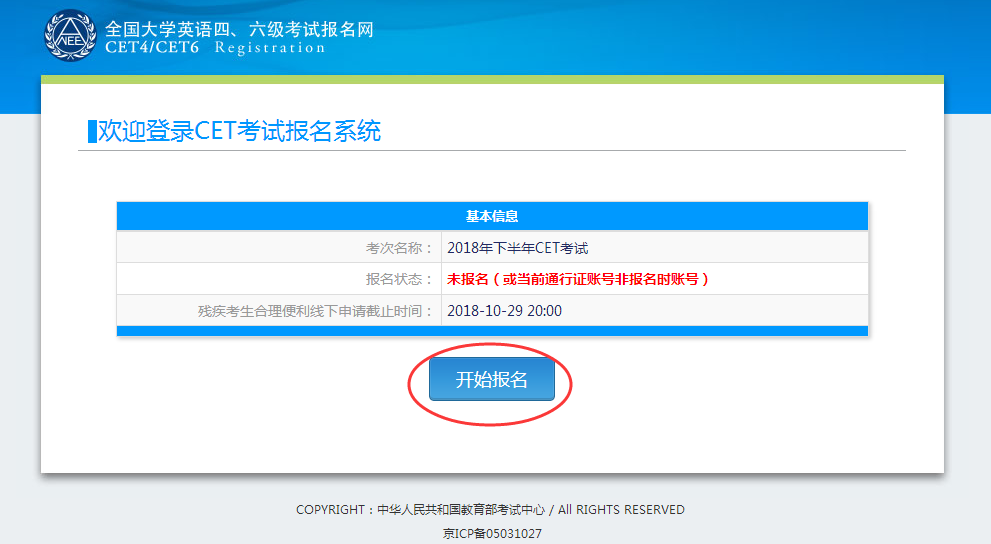 NEE
全国大学英语四、六级考试报名网
CET4/CET6 Registration
欢迎登录CET考试报名系统
基本信息
考次名称： 2018年下半年CET考试
报名状态： 未报名（或当前通行证账号非报名时账号）
残疾考生合理便利线下申请截止时间： 2018-10-29 20:00
开始报名
COPYRIGHT：中华人民共和国教育部考试中心 / All RIGHTS RESERVED
京ICP备05031027